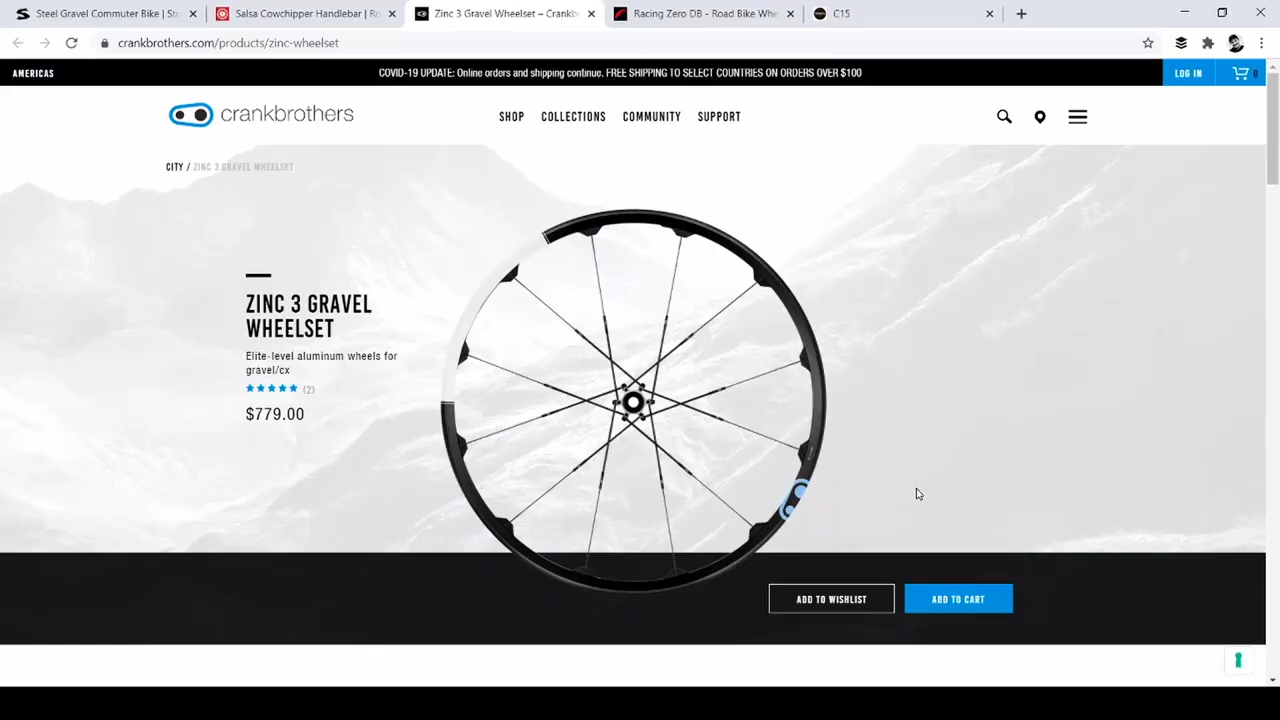 Steel Gravel Commuter Bike | St
Salsa Cowchipper Handlebar | Ro
Zinc 3 Gravel Wheelset – Crankb
Racing Zero DB - Road Bike Whe
C15
crankbrothers.com/products/zinc-wheelset
AMERICAS
COVID-19 UPDATE: Online orders and shipping continue. FREE SHIPPING TO SELECT COUNTRIES ON ORDERS OVER $100
LOG IN
0
crankbrothers
SHOP
COLLECTIONS
COMMUNITY
SUPPORT
CITY / ZINC 3 GRAVEL WHEELSET
ZINC 3 GRAVEL
WHEELSET
Elite-level aluminum wheels for
gravel/cx
(2)
$779.00
ADD TO WISHLIST
ADD TO CART